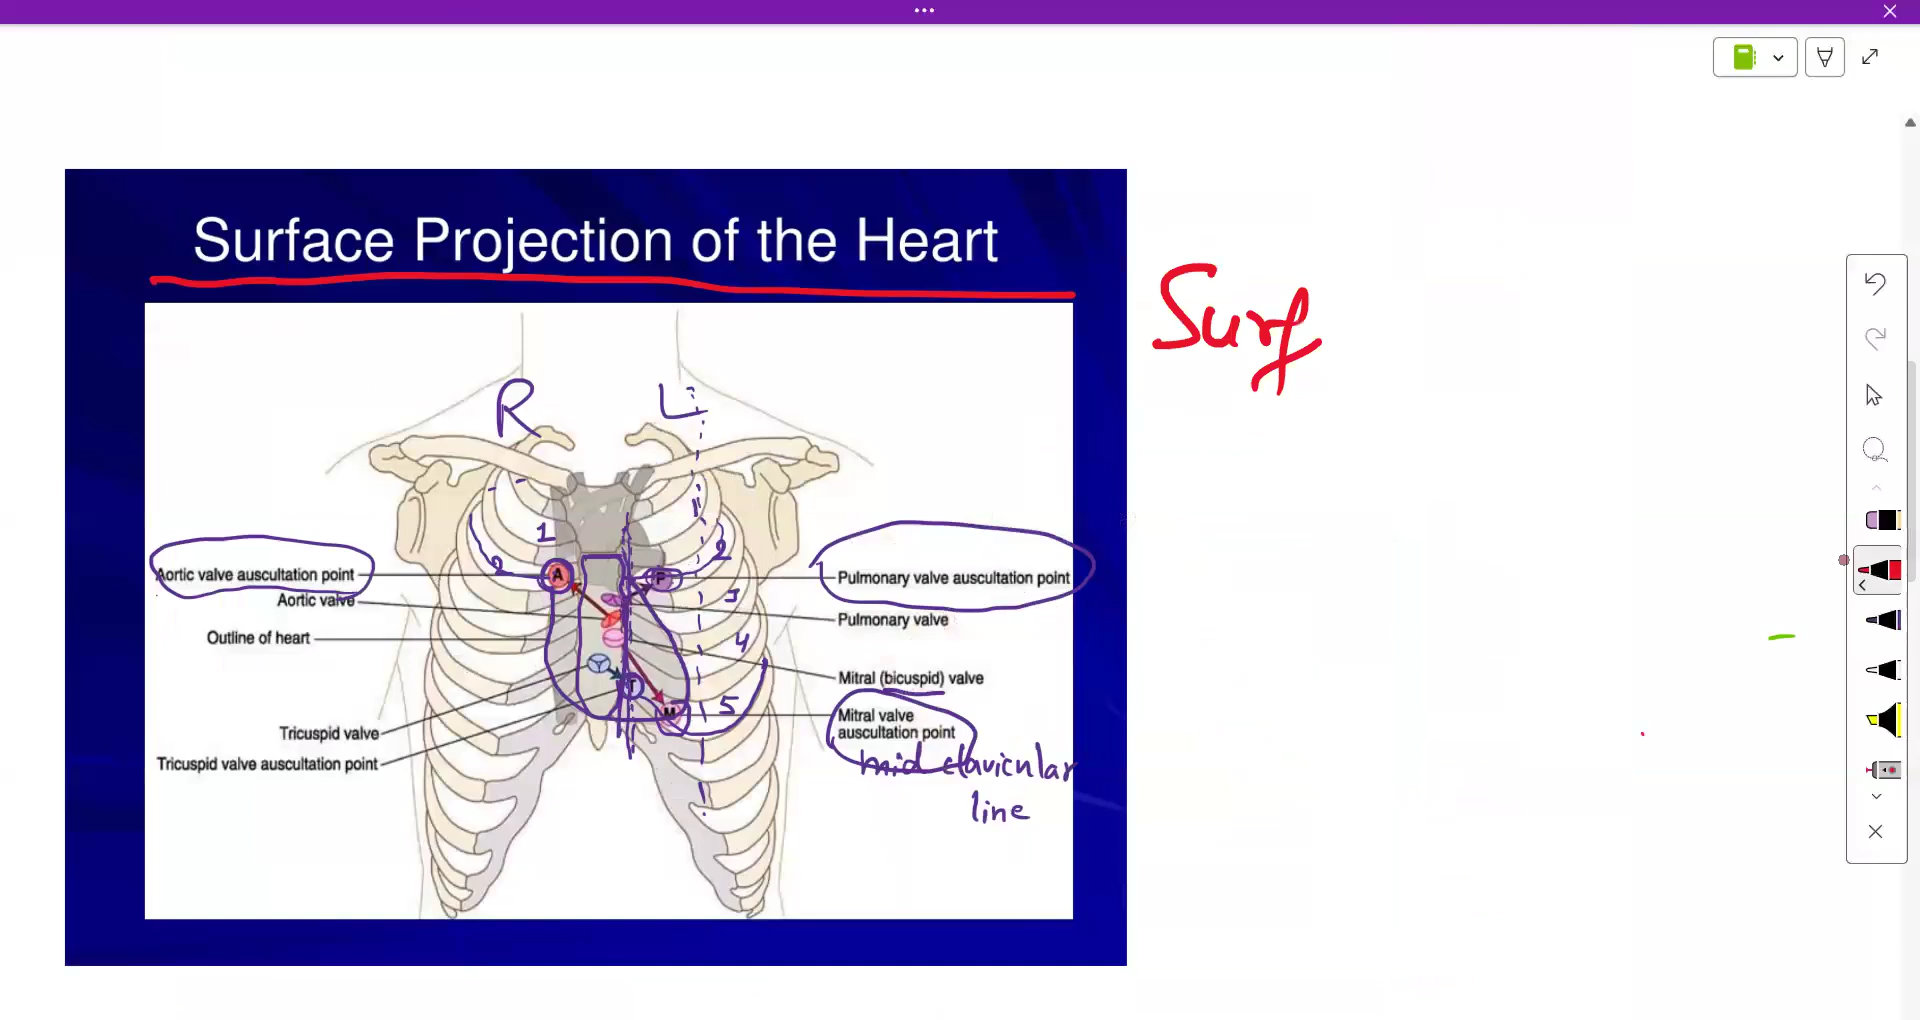 Surface Projection of the Heart
Surf
R
L
1
2
2
3
4
5
A
P
T
M
Aortic valve auscultation point
Aortic valve
Outline of heart
Tricuspid valve
Tricuspid valve auscultation point
Pulmonary valve auscultation point
Pulmonary valve
Mitral (bicuspid) valve
Mitral valve
auscultation point
mid clavicular
line